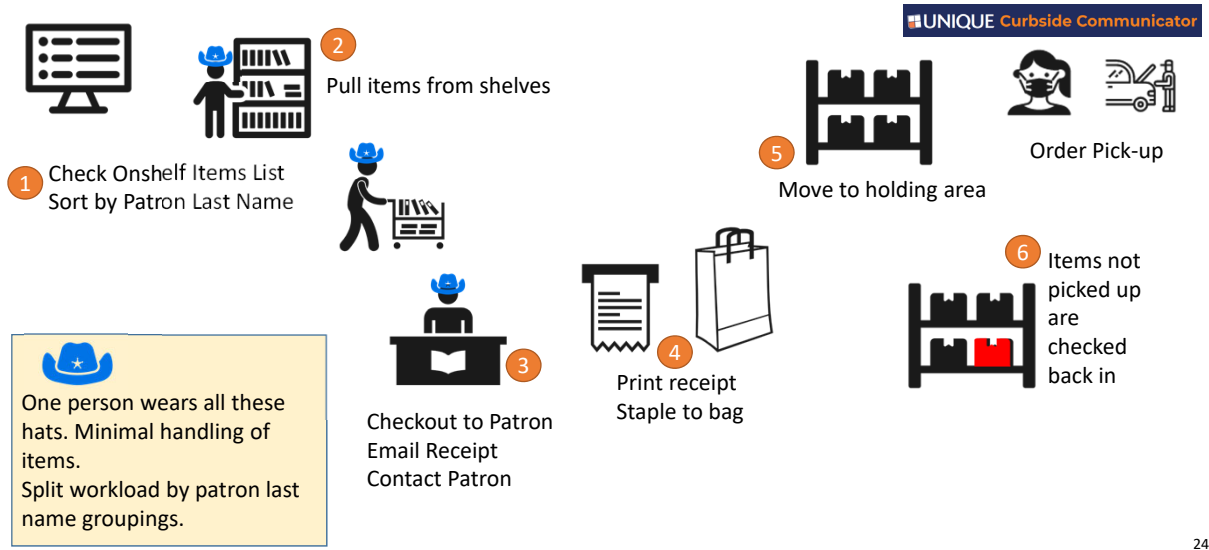 UNIQUE Curbside Communicator
1
Check Onshelf Items List
Sort by Patron Last Name
2
Pull items from shelves
3
Checkout to Patron
Email Receipt
Contact Patron
4
Print receipt
Staple to bag
5
Move to holding area
Order Pick-up
6
Items not
picked up
are
checked
back in
One person wears all these
hats. Minimal handling of
items.
Split workload by patron last
name groupings.
24